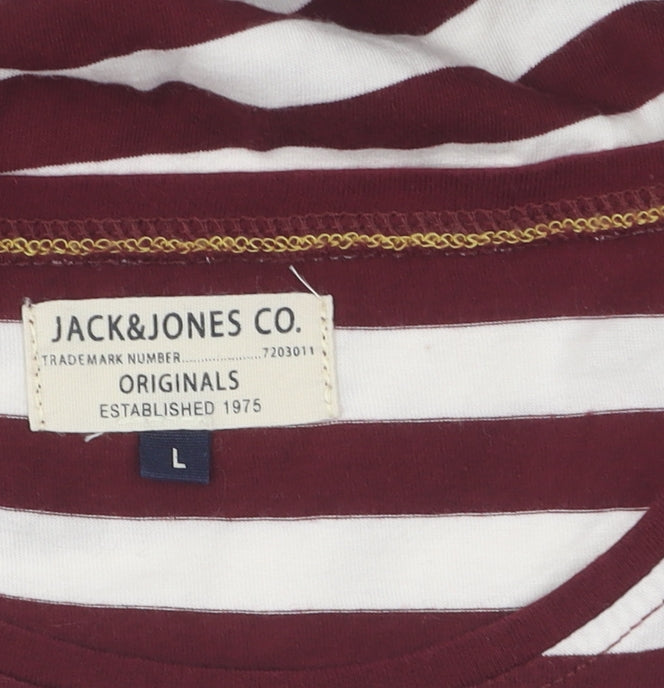 JACK&JONES CO.
TRADEMARK NUMBER......................7203011
ORIGINALS
ESTABLISHED 1975
L